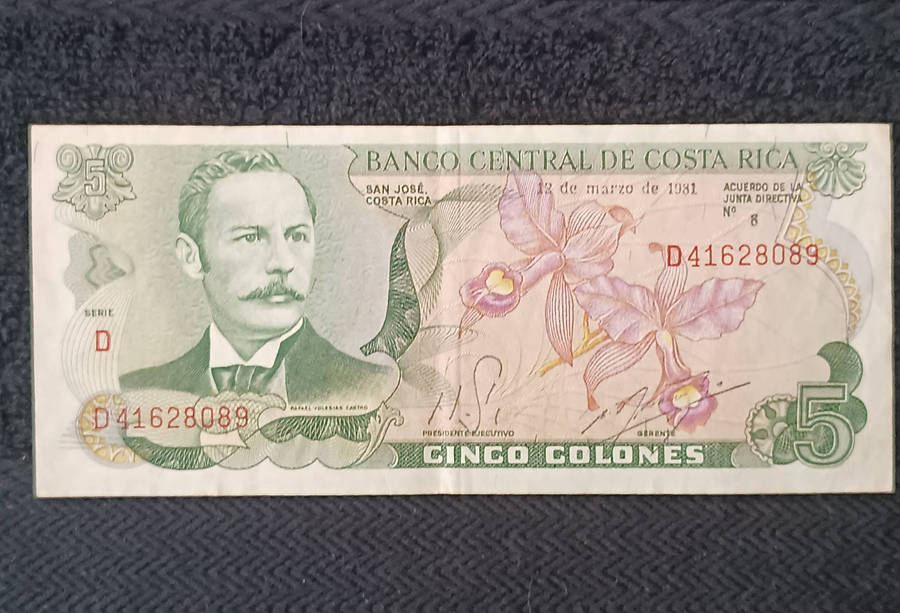 5
BANCO CENTRAL DE COSTA RICA
SAN JOSÉ,
COSTA RICA
12 de marzo de 1981
ACUERDO DE LA
JUNTA DIRECTIVA
Nº 8
D41628089
SERIE
D
D41628089
RAFAEL YGLESIAS CASTRO
PRESIDENTE EJECUTIVO
GERENTE
CINCO COLONES
5